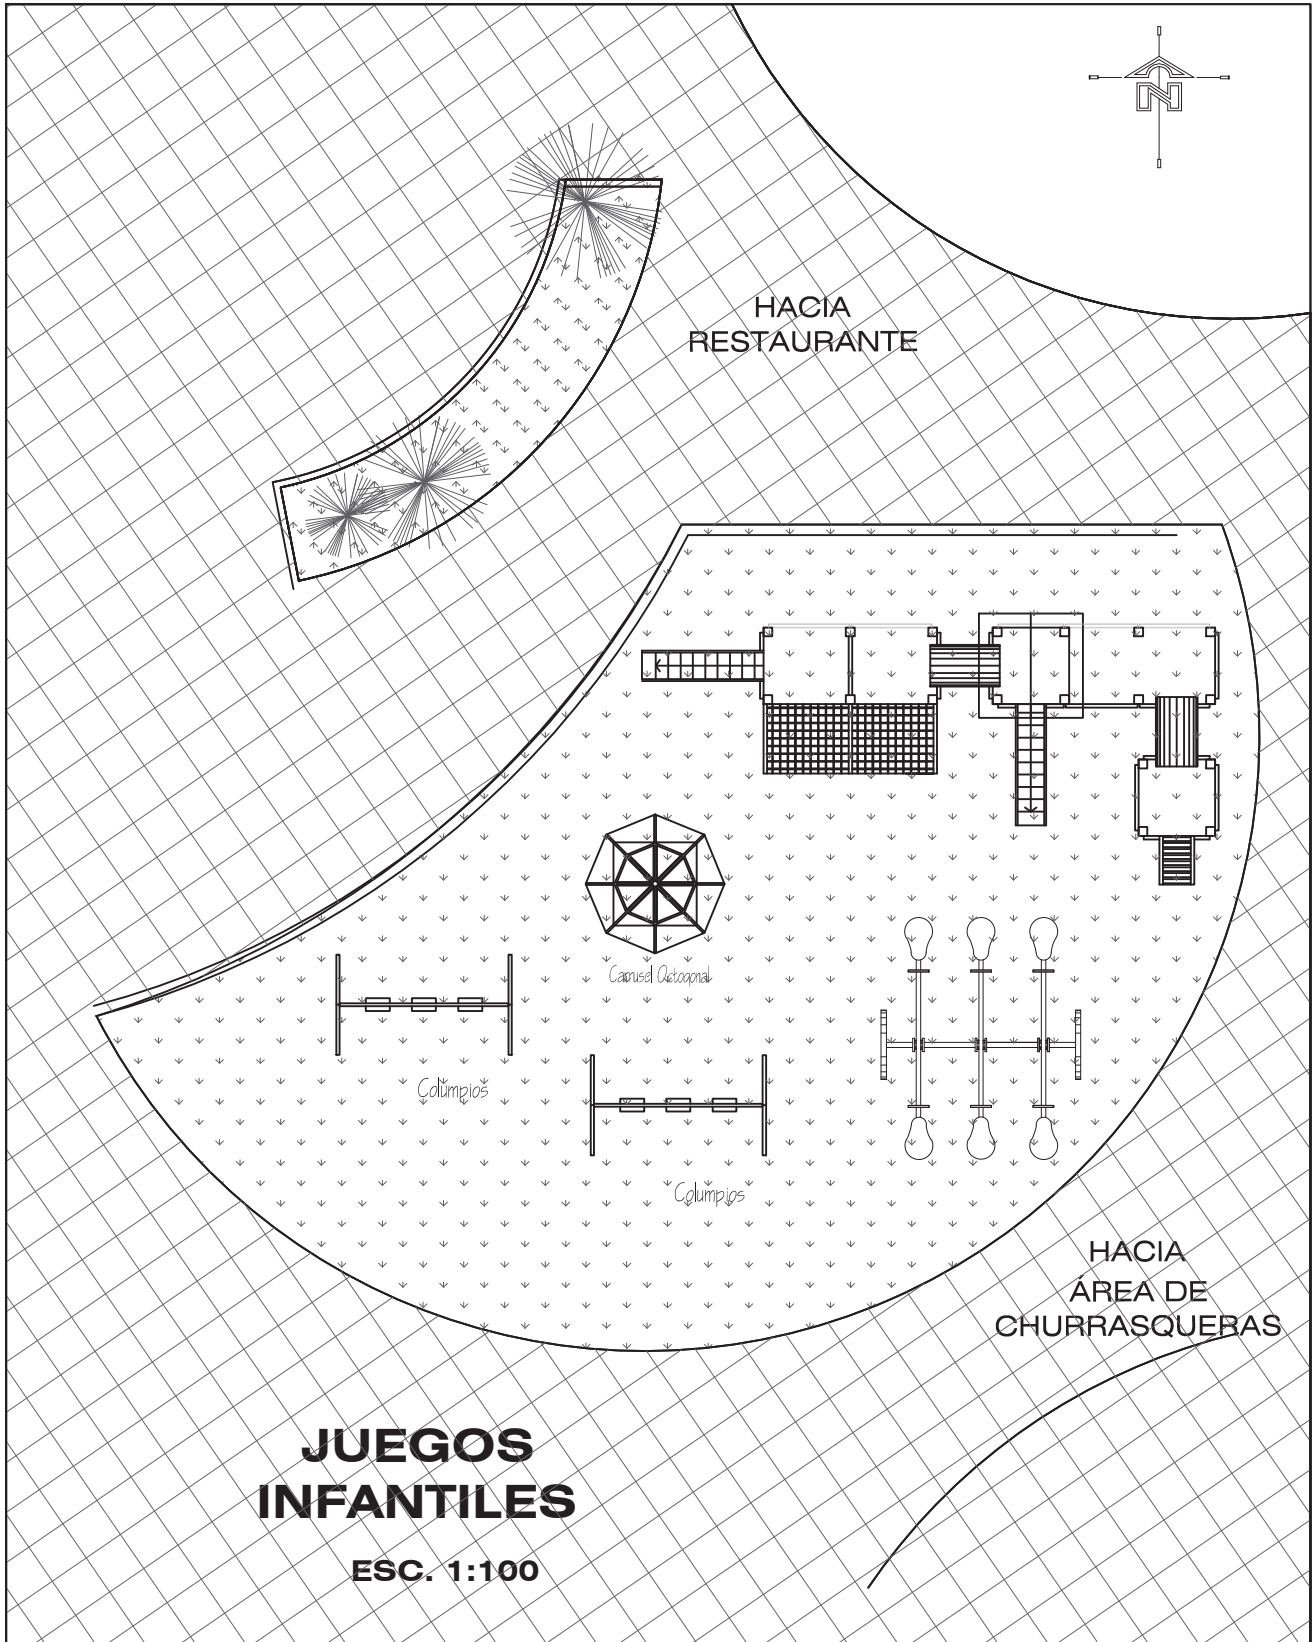 N
HACIA
RESTAURANTE
Carrusel Octogonal
Columpios
Columpios
HACIA
ÁREA DE
CHURRASQUERAS
JUEGOS
INFANTILES
ESC. 1:100